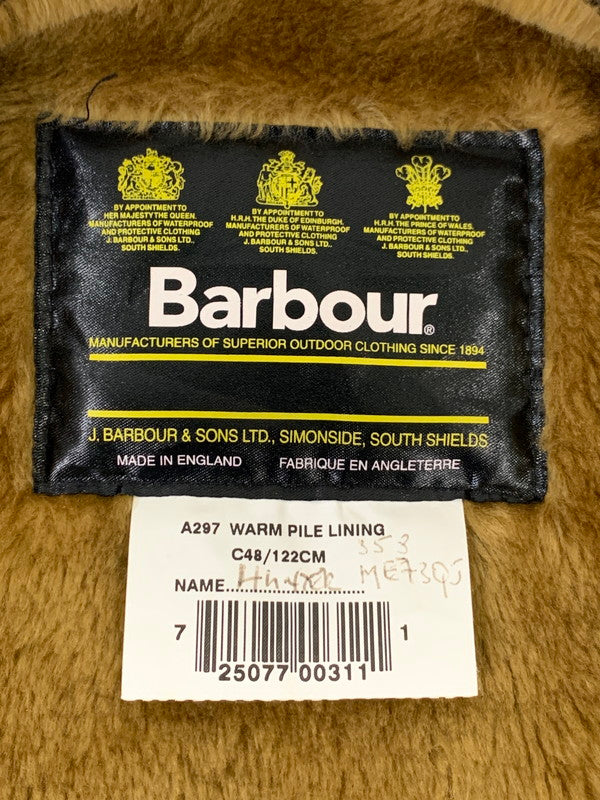 BY APPOINTMENT TO
HER MAJESTY THE QUEEN.
MANUFACTURERS OF WATERPROOF
AND PROTECTIVE CLOTHING
J. BARBOUR & SONS LTD.,
SOUTH SHIELDS.
BY APPOINTMENT TO
H.R.H. THE DUKE OF EDINBURGH.
MANUFACTURERS OF WATERPROOF
AND PROTECTIVE CLOTHING
J. BARBOUR & SONS LTD.,
SOUTH SHIELDS.
BY APPOINTMENT TO
H.R.H. THE PRINCE OF WALES.
MANUFACTURERS OF WATERPROOF
AND PROTECTIVE CLOTHING
J. BARBOUR & SONS LTD.,
SOUTH SHIELDS.
Barbour®
MANUFACTURERS OF SUPERIOR OUTDOOR CLOTHING SINCE 1894
J. BARBOUR & SONS LTD., SIMONSIDE, SOUTH SHIELDS
MADE IN ENGLAND FABRIQUE EN ANGLETERRE
A297 WARM PILE LINING
C48/122CM 353
NAME
7 25077 00311 1